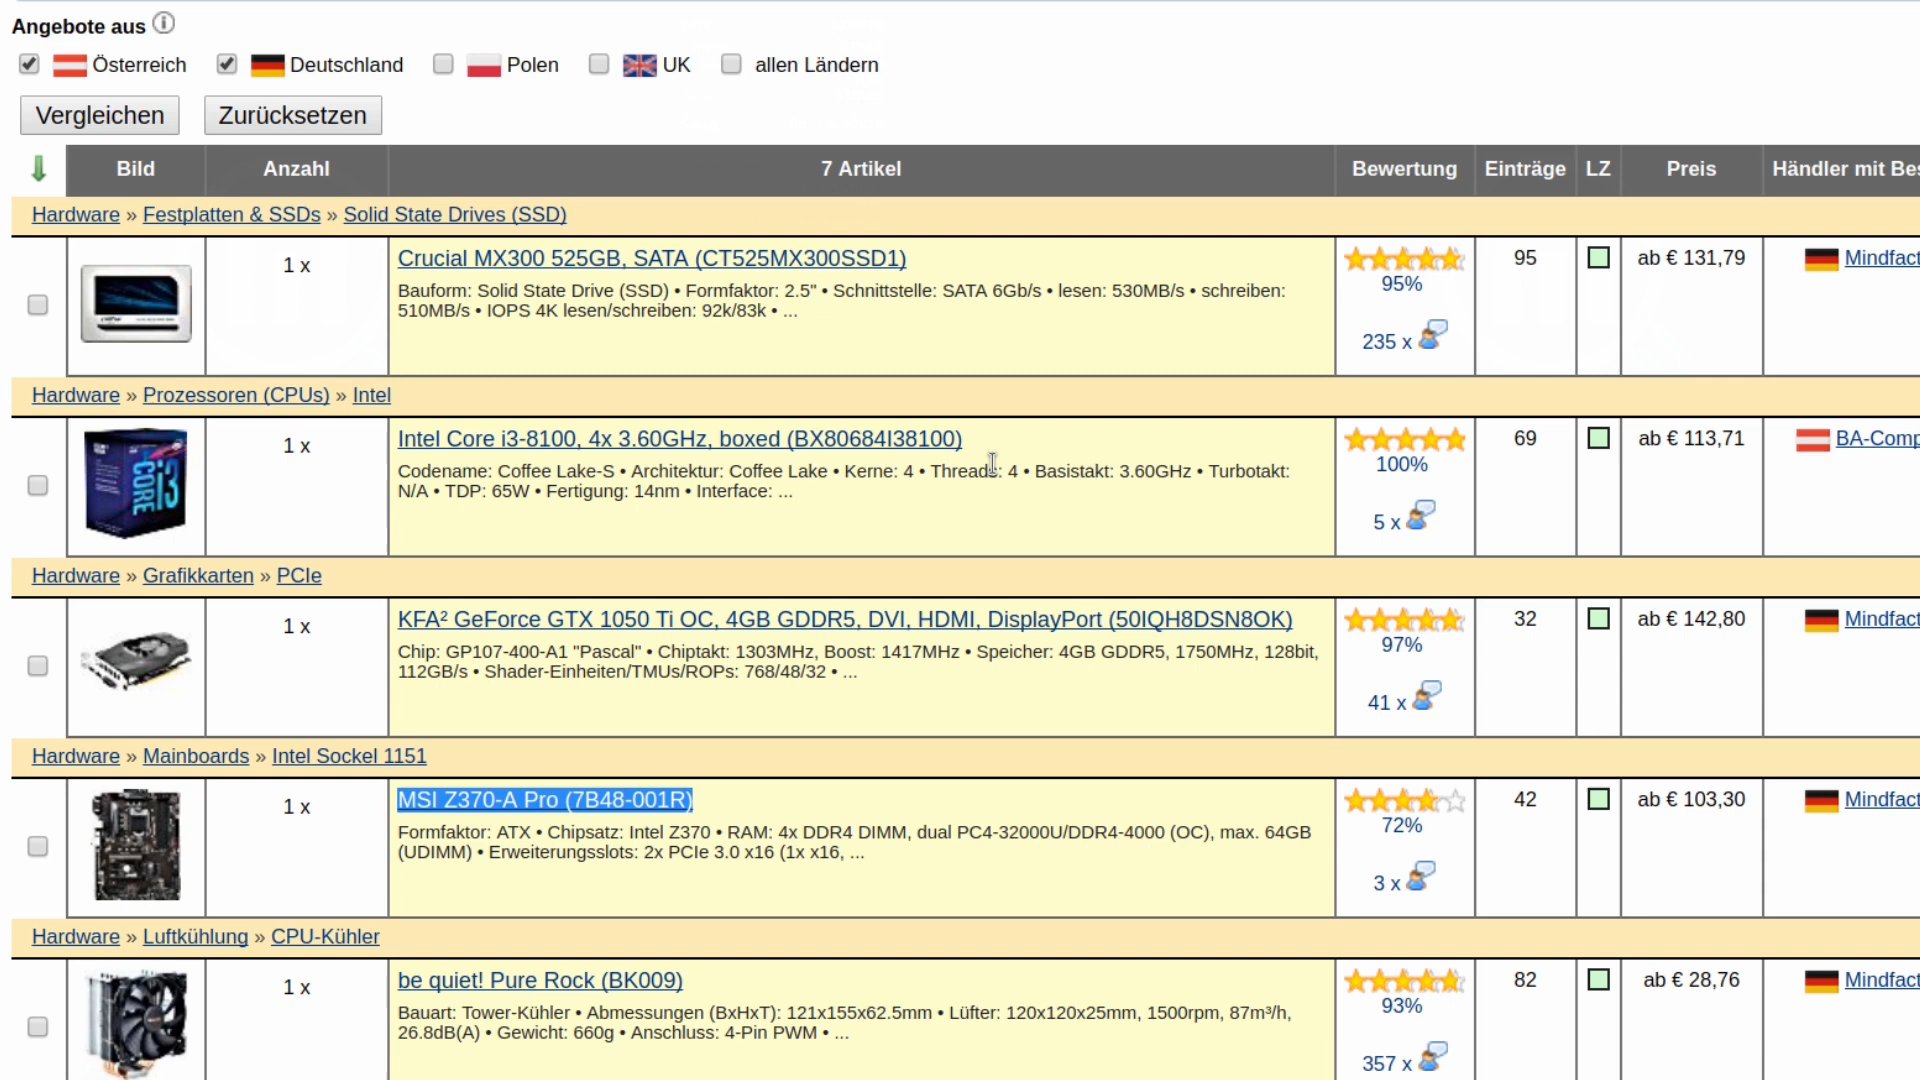 Angebote aus
Österreich Deutschland Polen UK allen Ländern
Vergleichen Zurücksetzen
Bild Anzahl 7 Artikel Bewertung Einträge LZ Preis Händler mit Bes
Hardware » Festplatten & SSDs » Solid State Drives (SSD)
1 x Crucial MX300 525GB, SATA (CT525MX300SSD1) 95 ab € 131,79 Mindfact
95%
Bauform: Solid State Drive (SSD) • Formfaktor: 2.5" • Schnittstelle: SATA 6Gb/s • lesen: 530MB/s • schreiben:
510MB/s • IOPS 4K lesen/schreiben: 92k/83k • ...
235 x
Hardware » Prozessoren (CPUs) » Intel
1 x Intel Core i3-8100, 4x 3.60GHz, boxed (BX80684I38100) 69 ab € 113,71 BA-Comp
100%
Codename: Coffee Lake-S • Architektur: Coffee Lake • Kerne: 4 • Threads: 4 • Basistakt: 3.60GHz • Turbotakt:
N/A • TDP: 65W • Fertigung: 14nm • Interface: ...
5 x
CORE i3
Hardware » Grafikkarten » PCIe
1 x KFA² GeForce GTX 1050 Ti OC, 4GB GDDR5, DVI, HDMI, DisplayPort (50IQH8DSN8OK) 32 ab € 142,80 Mindfact
97%
Chip: GP107-400-A1 "Pascal" • Chiptakt: 1303MHz, Boost: 1417MHz • Speicher: 4GB GDDR5, 1750MHz, 128bit,
112GB/s • Shader-Einheiten/TMUs/ROPs: 768/48/32 • ...
41 x
Hardware » Mainboards » Intel Sockel 1151
1 x MSI Z370-A Pro (7B48-001R) 42 ab € 103,30 Mindfact
72%
Formfaktor: ATX • Chipsatz: Intel Z370 • RAM: 4x DDR4 DIMM, dual PC4-32000U/DDR4-4000 (OC), max. 64GB
(UDIMM) • Erweiterungsslots: 2x PCIe 3.0 x16 (1x x16, ...
3 x
Hardware » Luftkühlung » CPU-Kühler
1 x be quiet! Pure Rock (BK009) 82 ab € 28,76 Mindfact
93%
Bauart: Tower-Kühler • Abmessungen (BxHxT): 121x155x62.5mm • Lüfter: 120x120x25mm, 1500rpm, 87m³/h,
26.8dB(A) • Gewicht: 660g • Anschluss: 4-Pin PWM • ...
357 x